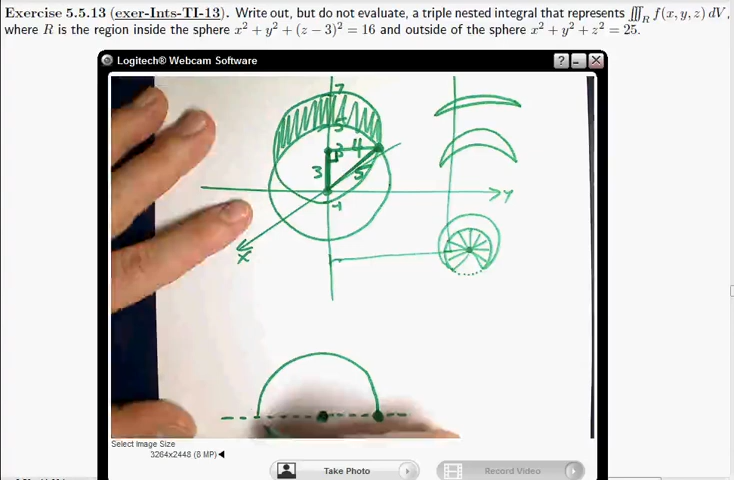 Exercise 5.5.13 (exer-Ints-TI-13). Write out, but do not evaluate, a triple nested integral that represents ∭_R f(x, y, z) dV,
where R is the region inside the sphere x² + y² + (z − 3)² = 16 and outside of the sphere x² + y² + z² = 25.
Logitech® Webcam Software
7
5
3 4
3 5
-1
Y
X
Select Image Size
3264x2448 (8 MP)
Take Photo
Record Video